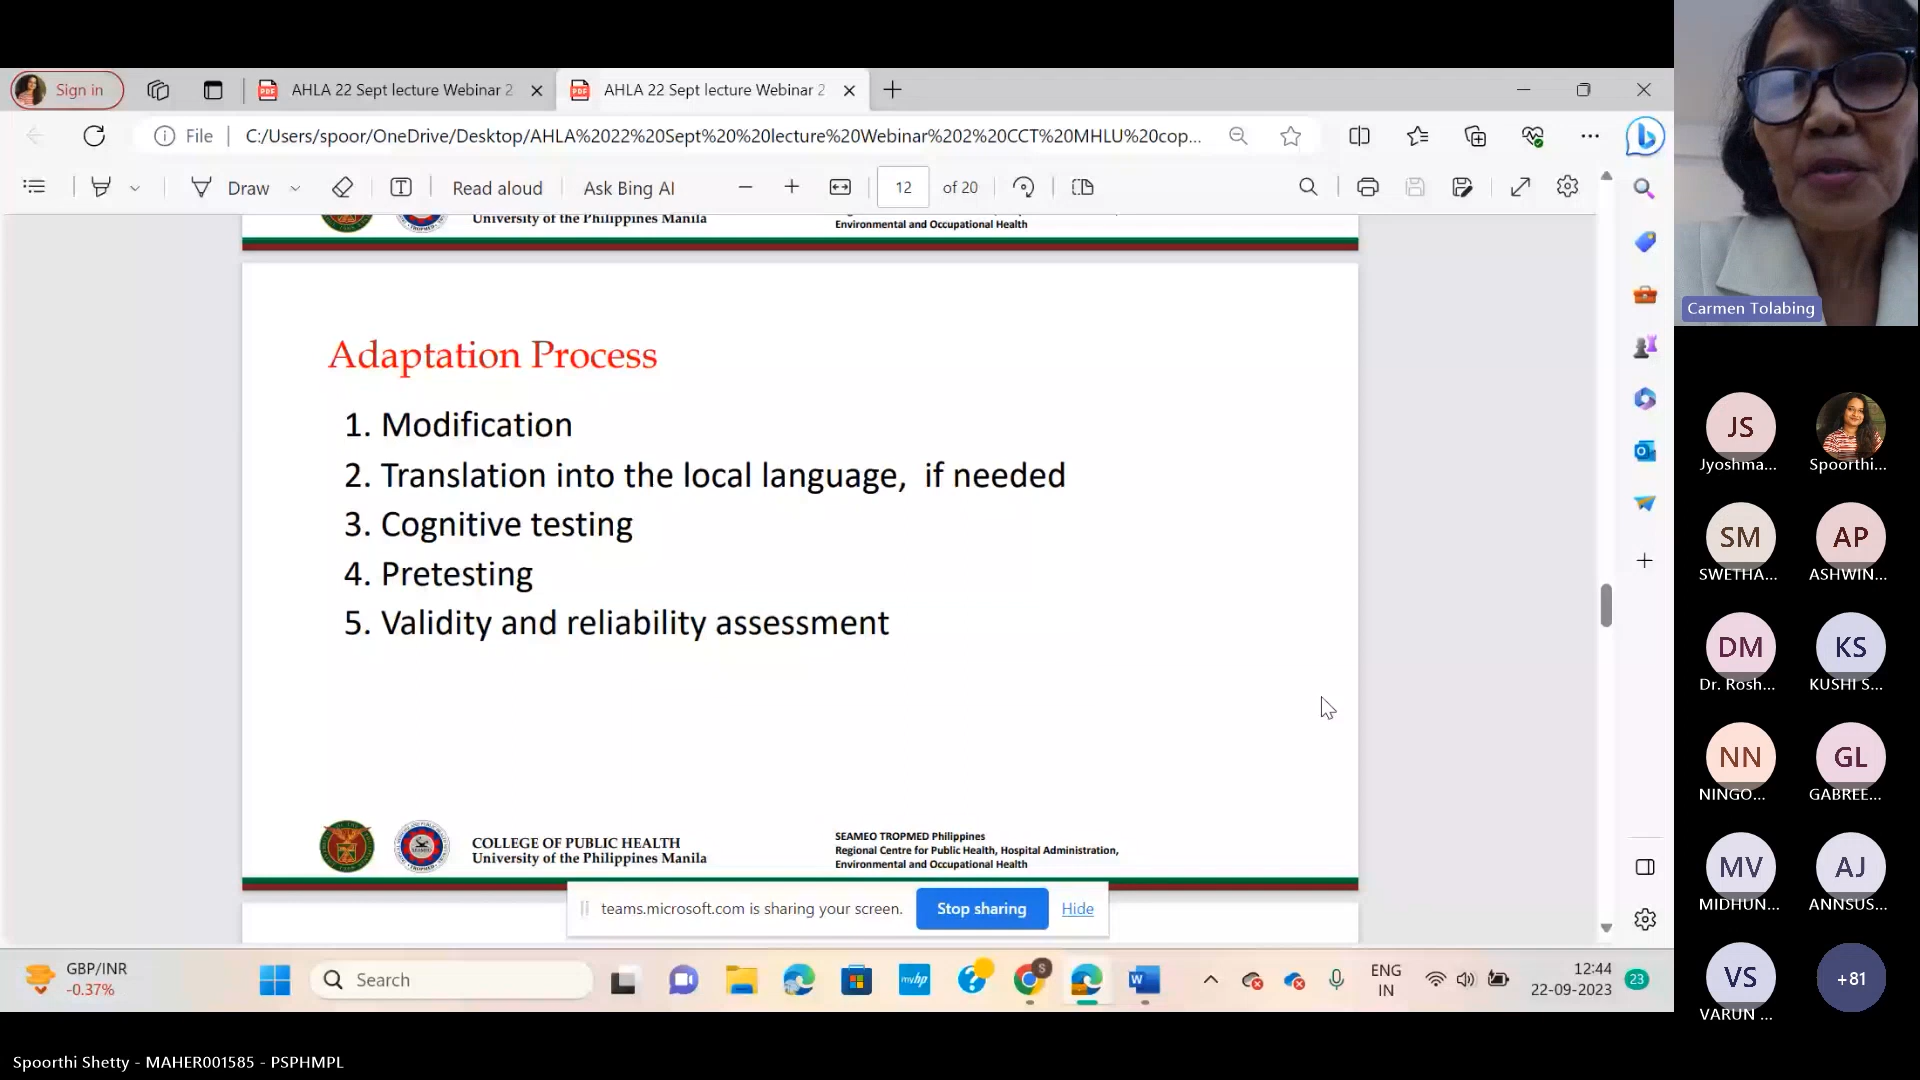 Sign in
AHLA 22 Sept lecture Webinar 2
AHLA 22 Sept lecture Webinar 2
File
C:/Users/spoor/OneDrive/Desktop/AHLA%2022%20Sept%20%20lecture%20Webinar%202%20CCT%20MHLU%20cop...
Draw
Read aloud
Ask Bing AI
12
of 20
University of the Philippines Manila
Environmental and Occupational Health
Adaptation Process
1. Modification
2. Translation into the local language, if needed
3. Cognitive testing
4. Pretesting
5. Validity and reliability assessment
COLLEGE OF PUBLIC HEALTH
University of the Philippines Manila
SEAMEO TROPMED Philippines
Regional Centre for Public Health, Hospital Administration,
Environmental and Occupational Health
teams.microsoft.com is sharing your screen.
Stop sharing
Hide
GBP/INR
-0.37%
Search
myhp
S
ENG
IN
12:44
22-09-2023
23
Carmen Tolabing
JS
Jyoshma...
Spoorthi...
SM
SWETHA...
AP
ASHWIN...
DM
Dr. Rosh...
KS
KUSHI S...
NN
NINGO...
GL
GABREE...
MV
MIDHUN...
AJ
ANNSUS...
VS
VARUN ...
+81
Spoorthi Shetty - MAHER001585 - PSPHMPL